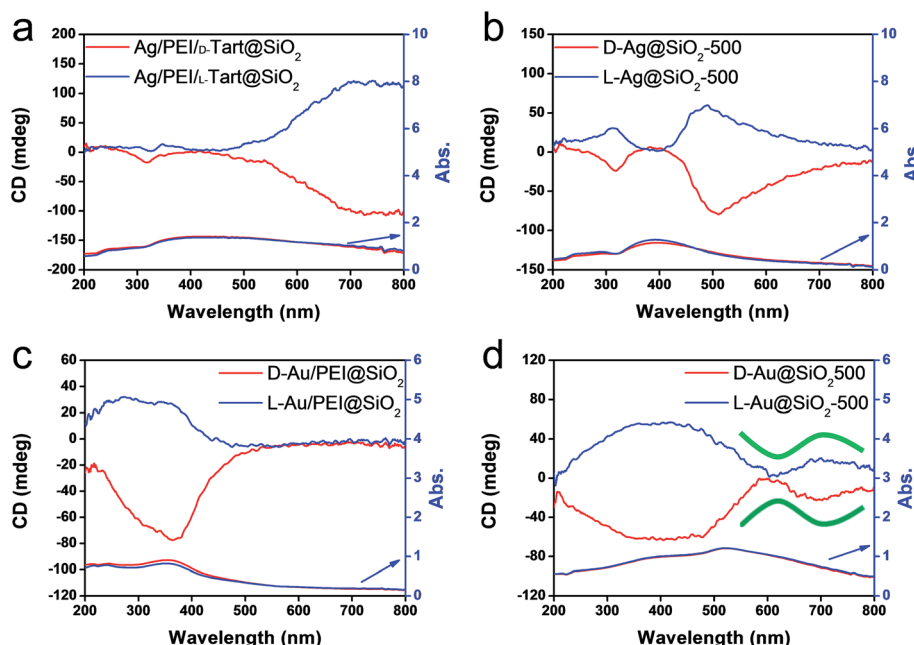 a
Ag/PEI/D-Tart@SiO2
Ag/PEI/L-Tart@SiO2
200
150
100
50
0
-50
-100
-150
-200
CD (mdeg)
10
8
6
4
2
0
Abs.
200 300 400 500 600 700 800
Wavelength (nm)
b
D-Ag@SiO2-500
L-Ag@SiO2-500
150
100
50
0
-50
-100
-150
CD (mdeg)
10
8
6
4
2
0
Abs.
200 300 400 500 600 700 800
Wavelength (nm)
c
D-Au/PEI@SiO2
L-Au/PEI@SiO2
60
40
20
0
-20
-40
-60
-80
-100
-120
CD (mdeg)
6
5
4
3
2
1
0
Abs.
200 300 400 500 600 700 800
Wavelength (nm)
d
D-Au@SiO2500
L-Au@SiO2-500
120
80
40
0
-40
-80
-120
CD (mdeg)
6
5
4
3
2
1
0
Abs.
200 300 400 500 600 700 800
Wavelength (nm)